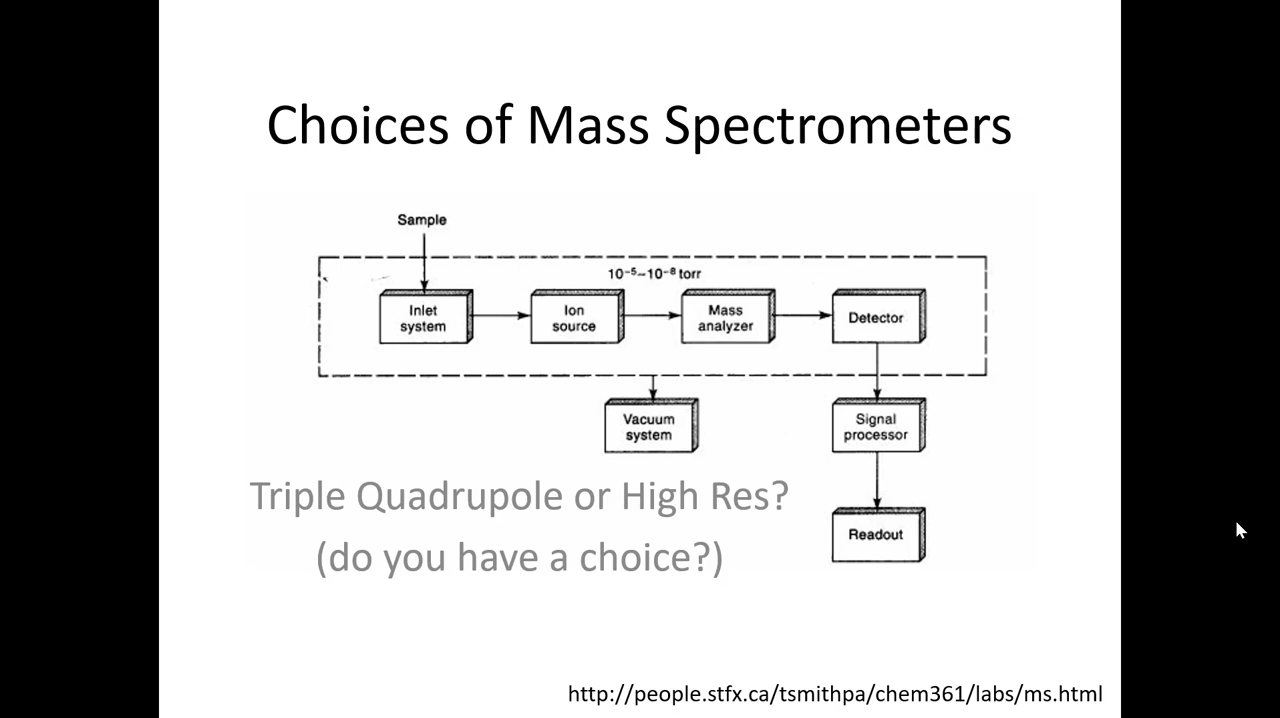 Choices of Mass Spectrometers
Sample
10⁻⁵–10⁻⁸ torr
Inlet
system
Ion
source
Mass
analyzer
Detector
Vacuum
system
Signal
processor
Readout
Triple Quadrupole or High Res?
(do you have a choice?)
http://people.stfx.ca/tsmithpa/chem361/labs/ms.html